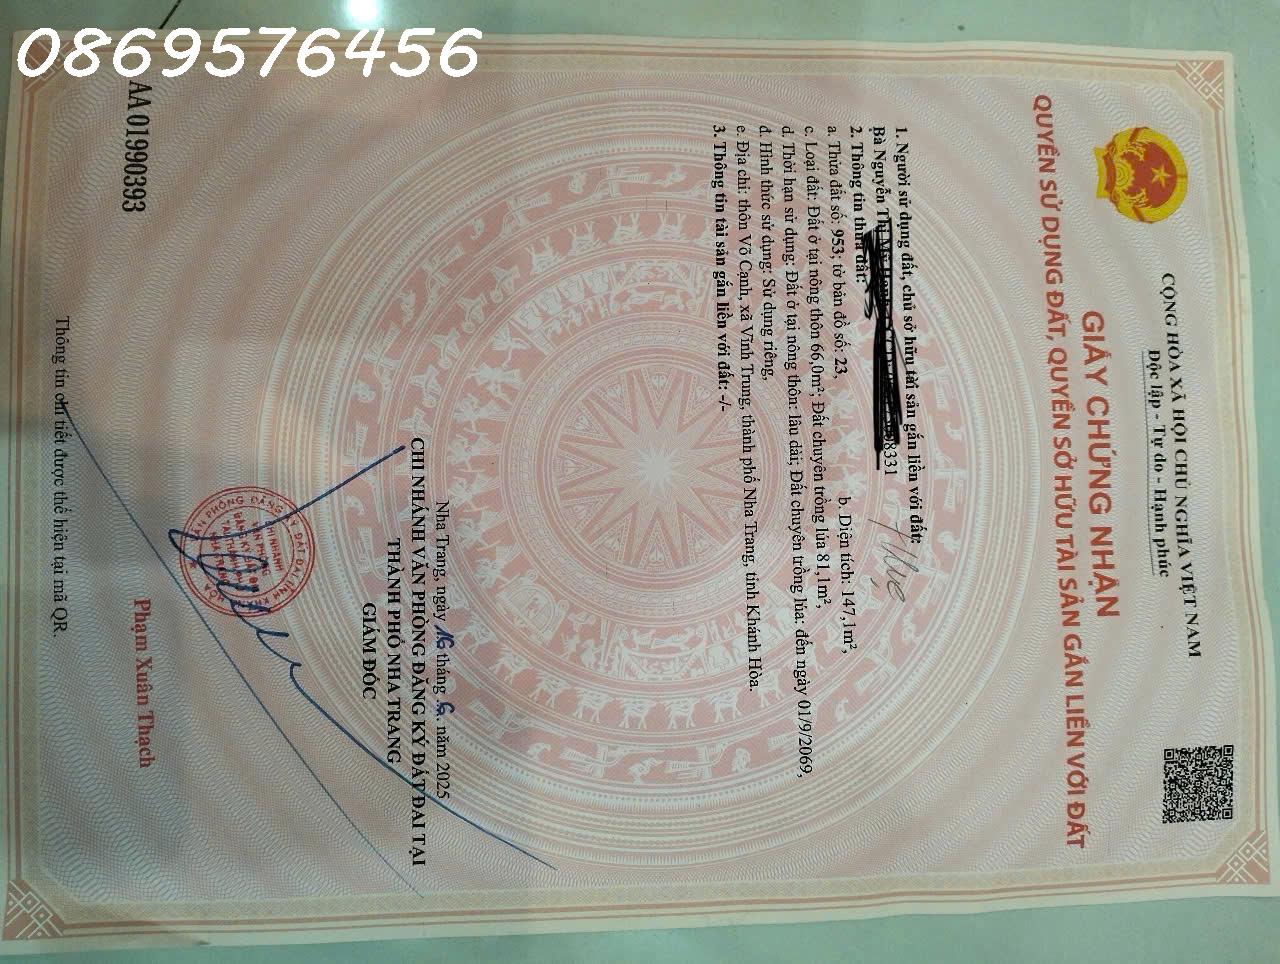 0869576456
CỘNG HÒA XÃ HỘI CHỦ NGHĨA VIỆT NAM
Độc lập - Tự do - Hạnh phúc
GIẤY CHỨNG NHẬN
QUYỀN SỬ DỤNG ĐẤT, QUYỀN SỞ HỮU TÀI SẢN GẮN LIỀN VỚI ĐẤT
1. Người sử dụng đất, chủ sở hữu tài sản gắn liền với đất:
Bà Nguyễn Thị 8331
2. Thông tin thửa đất:
a. Thửa đất số: 953; tờ bản đồ số: 23, b. Diện tích: 147,1m²,
c. Loại đất: Đất ở tại nông thôn 66,0m²; Đất chuyên trồng lúa 81,1m²,
d. Thời hạn sử dụng: Đất ở tại nông thôn: lâu dài; Đất chuyên trồng lúa: đến ngày 01/9/2069,
đ. Hình thức sử dụng: Sử dụng riêng,
e. Địa chỉ: thôn Võ Cạnh, xã Vĩnh Trung, thành phố Nha Trang, tỉnh Khánh Hòa.
3. Thông tin tài sản gắn liền với đất: -/-
Nha Trang, ngày 16 tháng 6 năm 2025
CHI NHÁNH VĂN PHÒNG ĐĂNG KÝ ĐẤT ĐAI TẠI
THÀNH PHỐ NHA TRANG
GIÁM ĐỐC
Phạm Xuân Thạch
AA 01990393
Thông tin chi tiết được thể hiện tại mã QR.